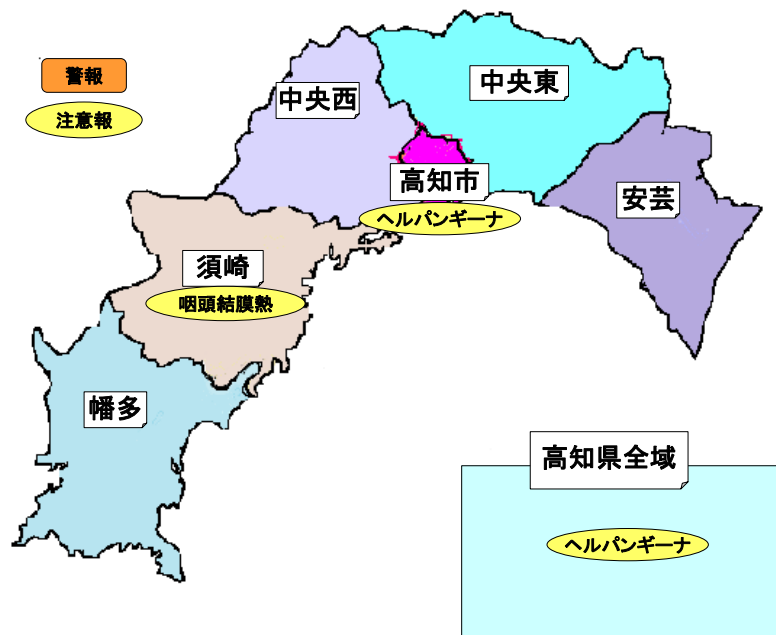 警報
注意報
中央西
中央東
高知市
ヘルパンギーナ
安芸
須崎
咽頭結膜熱
幡多
高知県全域
ヘルパンギーナ